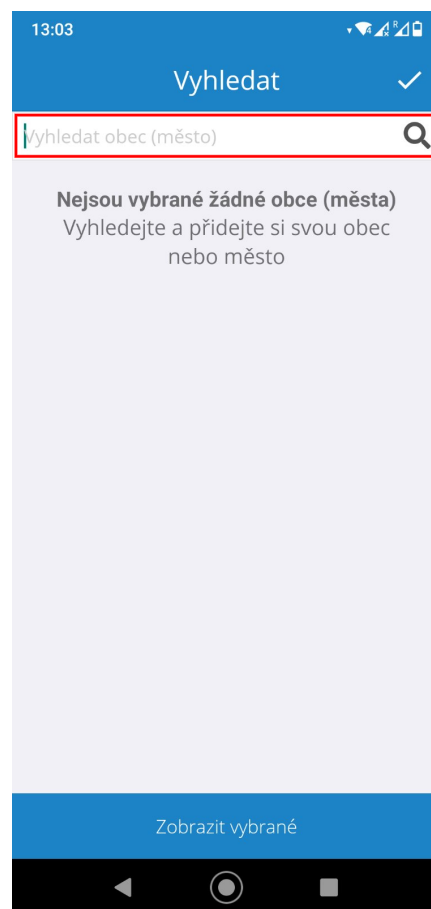 13:03
Vyhledat
Vyhledat obec (město)
Nejsou vybrané žádné obce (města)
Vyhledejte a přidejte si svou obec
nebo město
Zobrazit vybrané